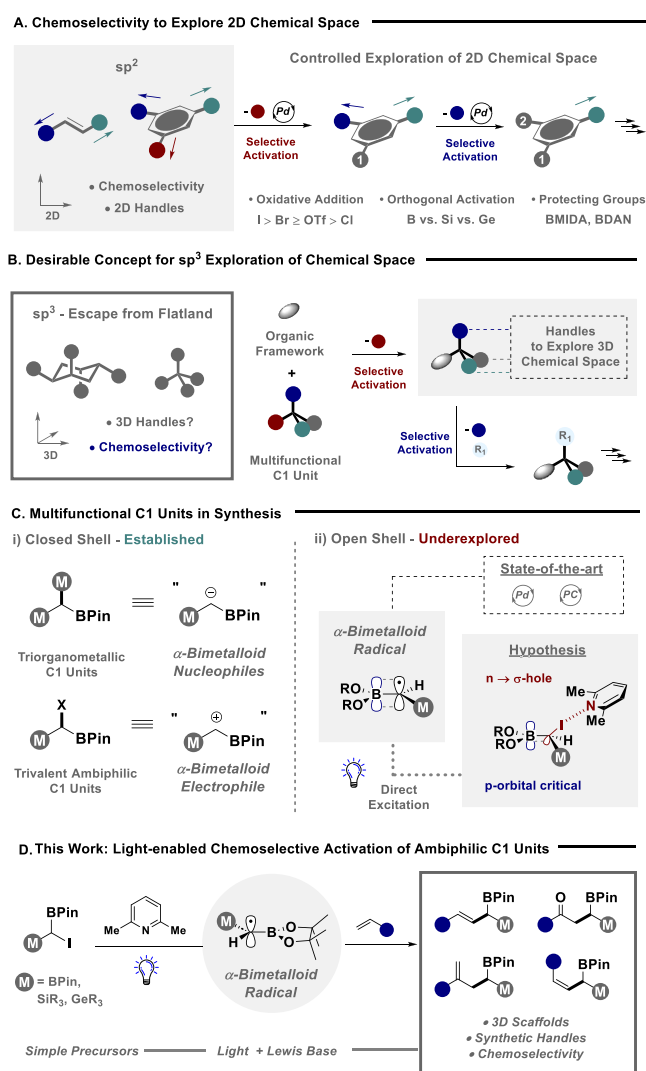 A. Chemoselectivity to Explore 2D Chemical Space
sp2
Controlled Exploration of 2D Chemical Space
2D
• Chemoselectivity
• 2D Handles
- Pd
Selective
Activation
1
- Pd
Selective
Activation
2
1
• Oxidative Addition
I > Br ≥ OTf > Cl
• Orthogonal Activation
B vs. Si vs. Ge
• Protecting Groups
BMIDA, BDAN
B. Desirable Concept for sp3 Exploration of Chemical Space
sp3 - Escape from Flatland
3D
• 3D Handles?
• Chemoselectivity?
Organic
Framework
+
Multifunctional
C1 Unit
-
Selective
Activation
Handles
to Explore 3D
Chemical Space
Selective
Activation
-
R1
R1
C. Multifunctional C1 Units in Synthesis
i) Closed Shell - Established
M
M BPin
Triorganometallic
C1 Units
" − "
M BPin
α-Bimetalloid
Nucleophiles
X
M BPin
Trivalent Ambiphilic
C1 Units
" + "
M BPin
α-Bimetalloid
Electrophile
ii) Open Shell - Underexplored
State-of-the-art
Pd PC
α-Bimetalloid
Radical
RO
RO B H
M
Direct
Excitation
Hypothesis
n → σ-hole
Me
N
Me
I
RO
RO B H
M
p-orbital critical
D. This Work: Light-enabled Chemoselective Activation of Ambiphilic C1 Units
BPin
M I
M = BPin,
SiR3, GeR3
Me N Me
M
H B O
O
α-Bimetalloid
Radical
BPin
M
O BPin
M
BPin
M
BPin
M
• 3D Scaffolds
• Synthetic Handles
• Chemoselectivity
Simple Precursors
Light + Lewis Base